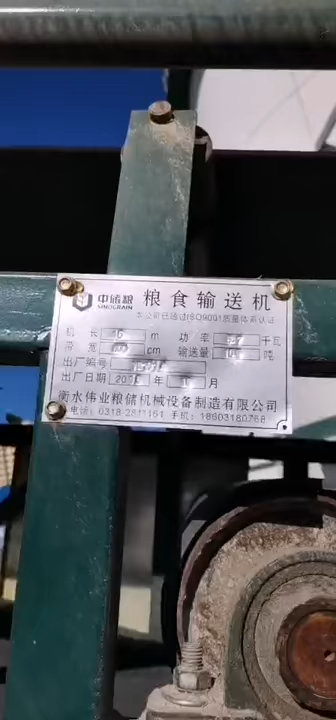 中储粮 粮食输送机
SINOGRAIN 本公司已通过ISO9001质量体系认证
机长 m 功率 千瓦
带宽 cm 输送量 吨
出厂编号
出厂日期 20 年 月
衡水伟业粮储机械设备制造有限公司
电话: 0318 手机: 18603180768